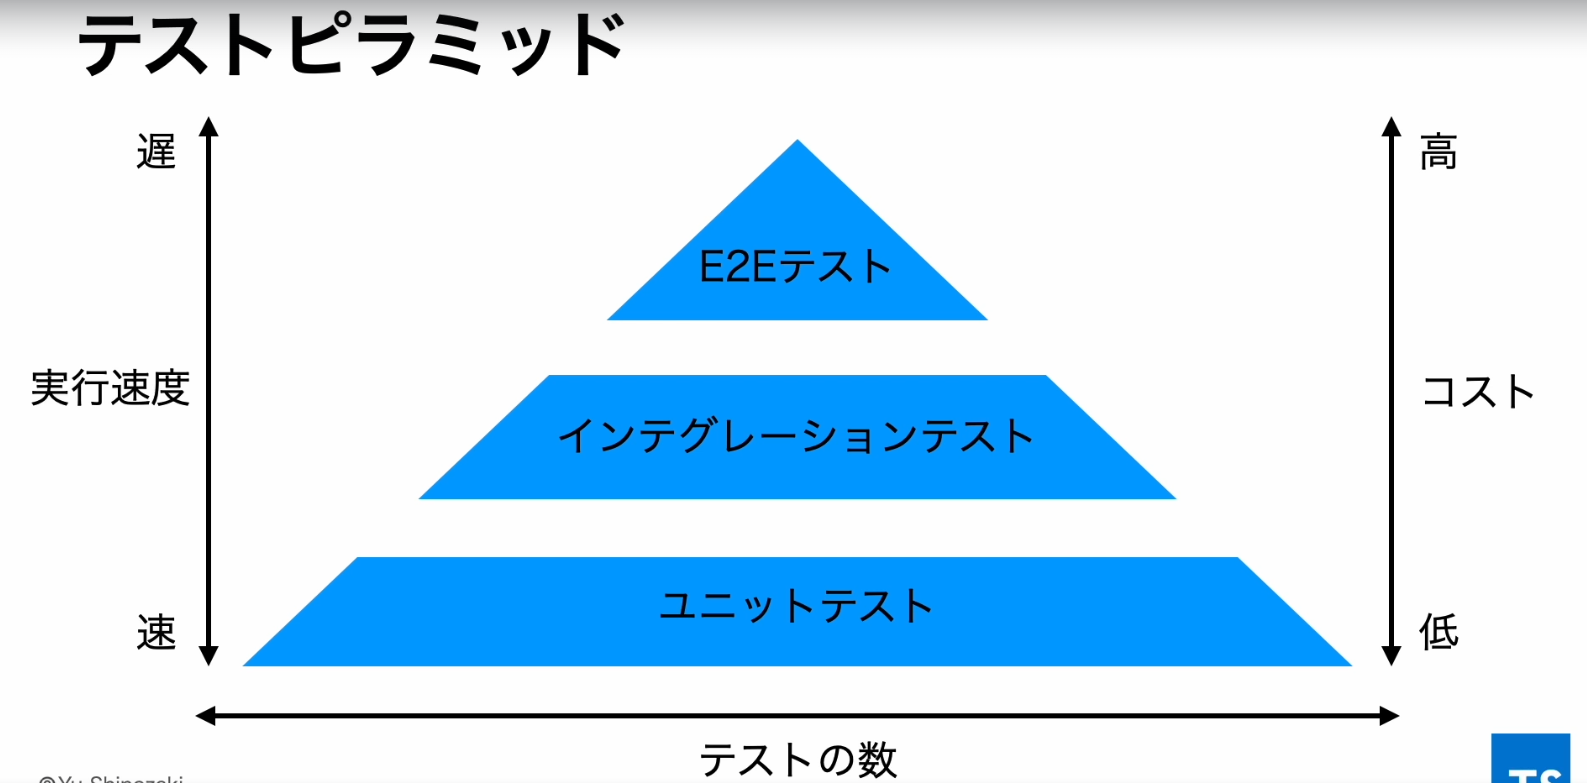 テストピラミッド
遅
高
E2Eテスト
実行速度
コスト
インテグレーションテスト
ユニットテスト
速
低
テストの数
©Yu Shinozaki
TS